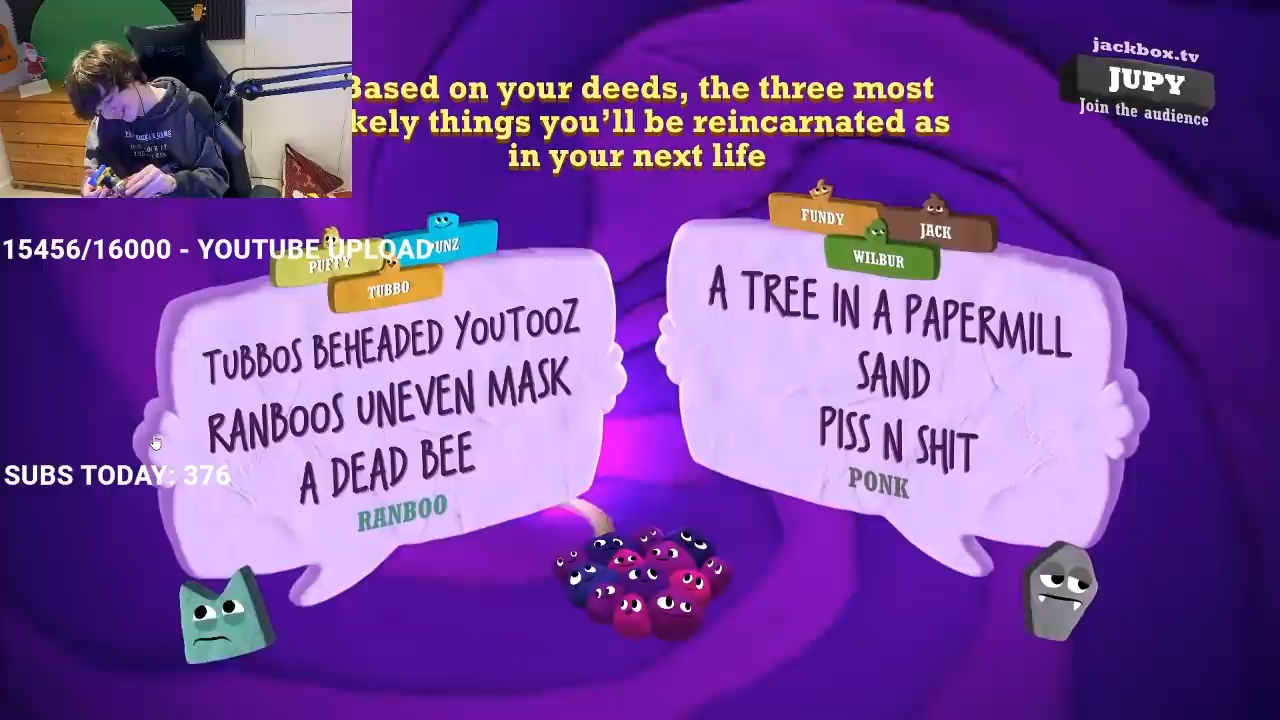 jackbox.tv
JUPY
Join the audience
Based on your deeds, the three most
kely things you'll be reincarnated as
in your next life
15456/16000 - YOUTUBE UPLOAD
PUFFY
UNZ
TUBBO
FUNDY
JACK
WILBUR
TUBBOS BEHEADED YOUTOOZ
RANBOOS UNEVEN MASK
A DEAD BEE
RANBOO
A TREE IN A PAPERMILL
SAND
PISS N SHIT
PONK
SUBS TODAY: 376